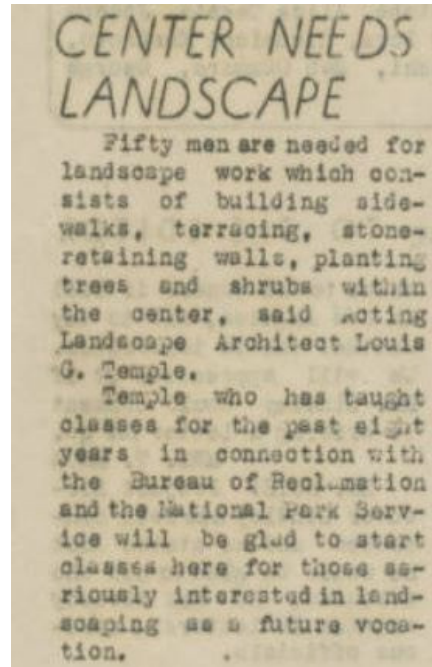 CENTER NEEDS
LANDSCAPE
Fifty men are needed for
landscape work which con-
sists of building side-
walks, terracing, stone-
retaining walls, planting
trees and shrubs within
the center, said Acting
Landscape Architect Louis
G. Temple.
Temple who has taught
classes for the past eight
years in connection with
the Bureau of Reclamation
and the National Park Serv-
ice will be glad to start
classes here for those se-
riously interested in land-
scaping as a future voca-
tion.